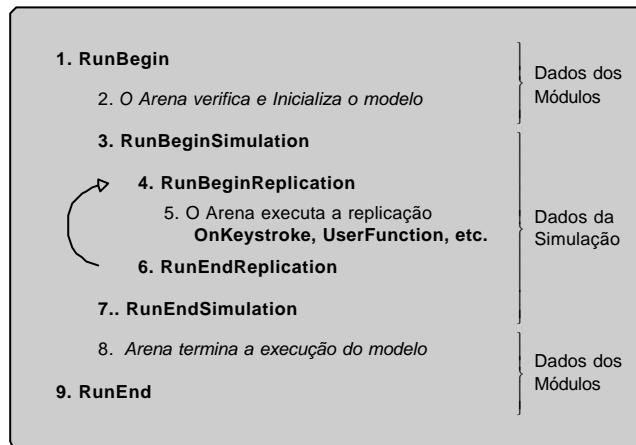 1. RunBegin
2. O Arena verifica e Inicializa o modelo
Dados dos
Módulos
3. RunBeginSimulation
4. RunBeginReplication
5. O Arena executa a replicação
OnKeystroke, UserFunction, etc.
6. RunEndReplication
Dados da
Simulação
7.. RunEndSimulation
8. Arena termina a execução do modelo
9. RunEnd
Dados dos
Módulos